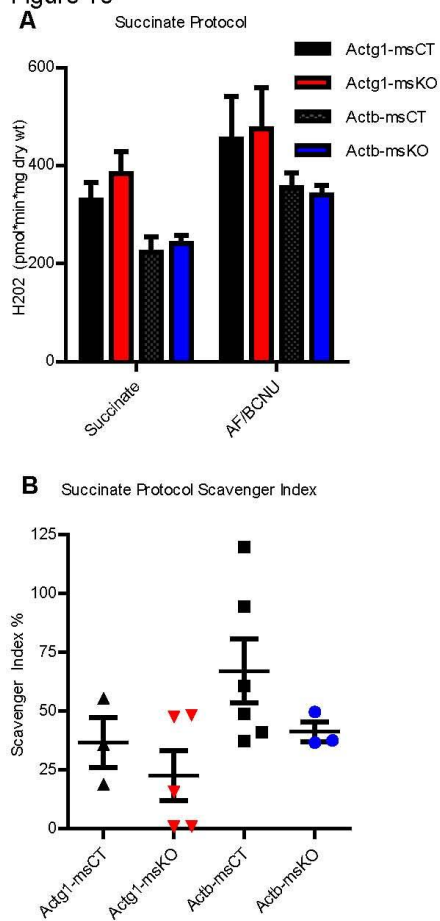 A
Succinate Protocol
Actg1-msCT
Actg1-msKO
Actb-msCT
Actb-msKO
H202 (pmol*min*mg dry wt)
600
400
200
0
Succinate
AF/BCNU
B
Succinate Protocol Scavenger Index
Scavenger Index %
125
100
75
50
25
0
Actg1-msCT
Actg1-msKO
Actb-msCT
Actb-msKO